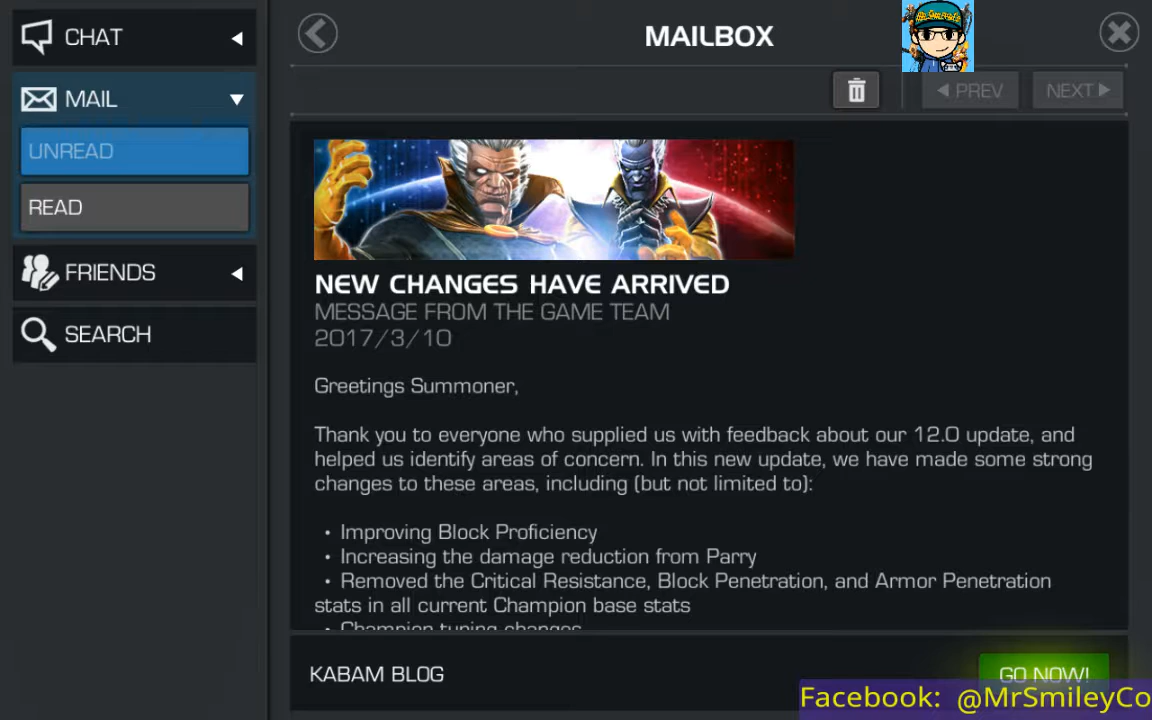 CHAT
MAILBOX
MAIL
PREV
NEXT
UNREAD
READ
FRIENDS
SEARCH
NEW CHANGES HAVE ARRIVED
MESSAGE FROM THE GAME TEAM
2017/3/10
Greetings Summoner,
Thank you to everyone who supplied us with feedback about our 12.0 update, and
helped us identify areas of concern. In this new update, we have made some strong
changes to these areas, including (but not limited to):
• Improving Block Proficiency
• Increasing the damage reduction from Parry
• Removed the Critical Resistance, Block Penetration, and Armor Penetration
stats in all current Champion base stats
• Champion tuning changes
KABAM BLOG
GO NOW!
Facebook: @MrSmileyCo